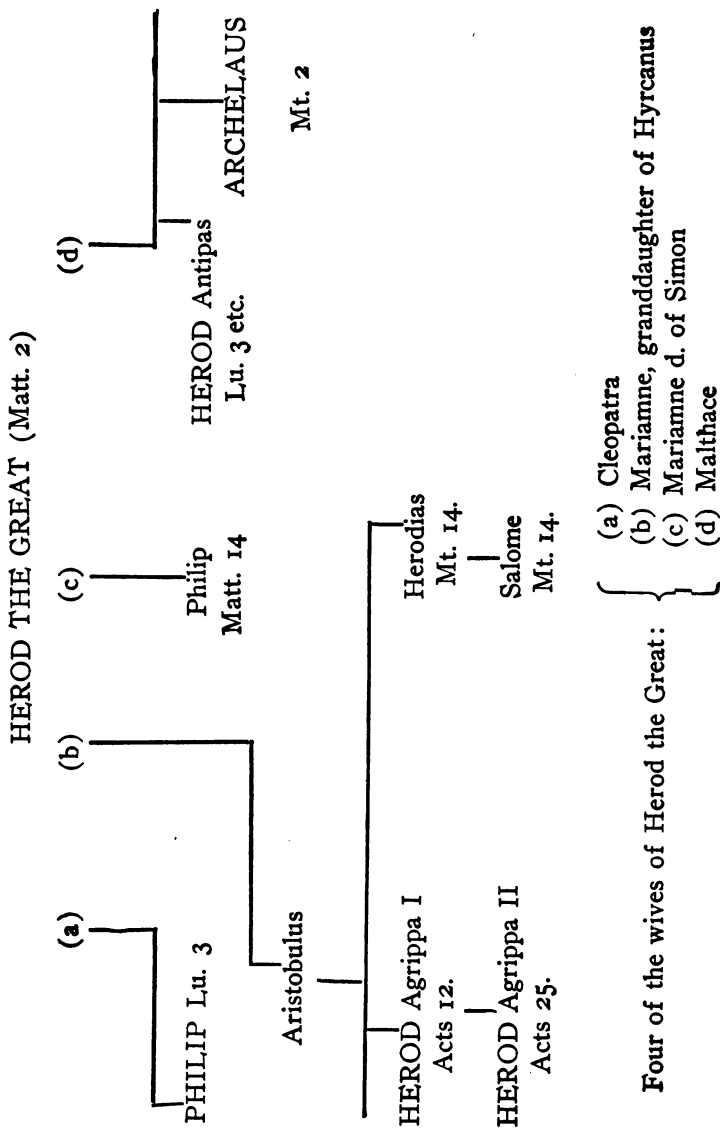 HEROD THE GREAT (Matt. 2)
(a) (b) (c) (d)
PHILIP Lu. 3
Philip
Matt. 14
HEROD Antipas
Lu. 3 etc.
ARCHELAUS
Mt. 2
Aristobulus
HEROD Agrippa I
Acts 12.
Herodias
Mt. 14.
HEROD Agrippa II
Acts 25.
Salome
Mt. 14.
Four of the wives of Herod the Great:
(a) Cleopatra
(b) Mariamne, granddaughter of Hyrcanus
(c) Mariamne d. of Simon
(d) Malthace